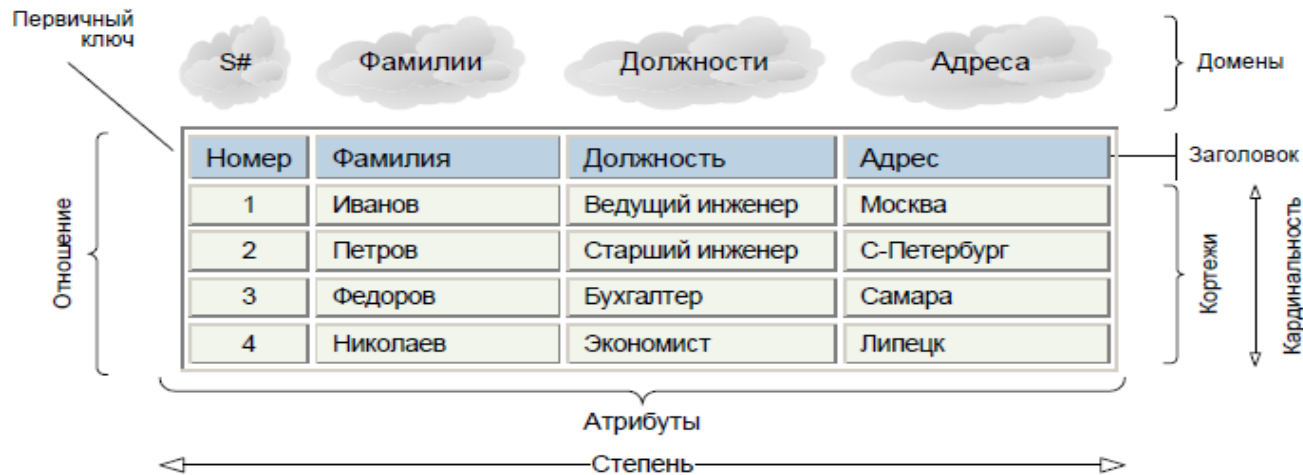 Первичный
ключ
S# Фамилии Должности Адреса
Домены
Номер Фамилия Должность Адрес
Заголовок
1 Иванов Ведущий инженер Москва
2 Петров Старший инженер С-Петербург
3 Федоров Бухгалтер Самара
4 Николаев Экономист Липецк
Отношение
Кортежи
Кардинальность
Атрибуты
Степень